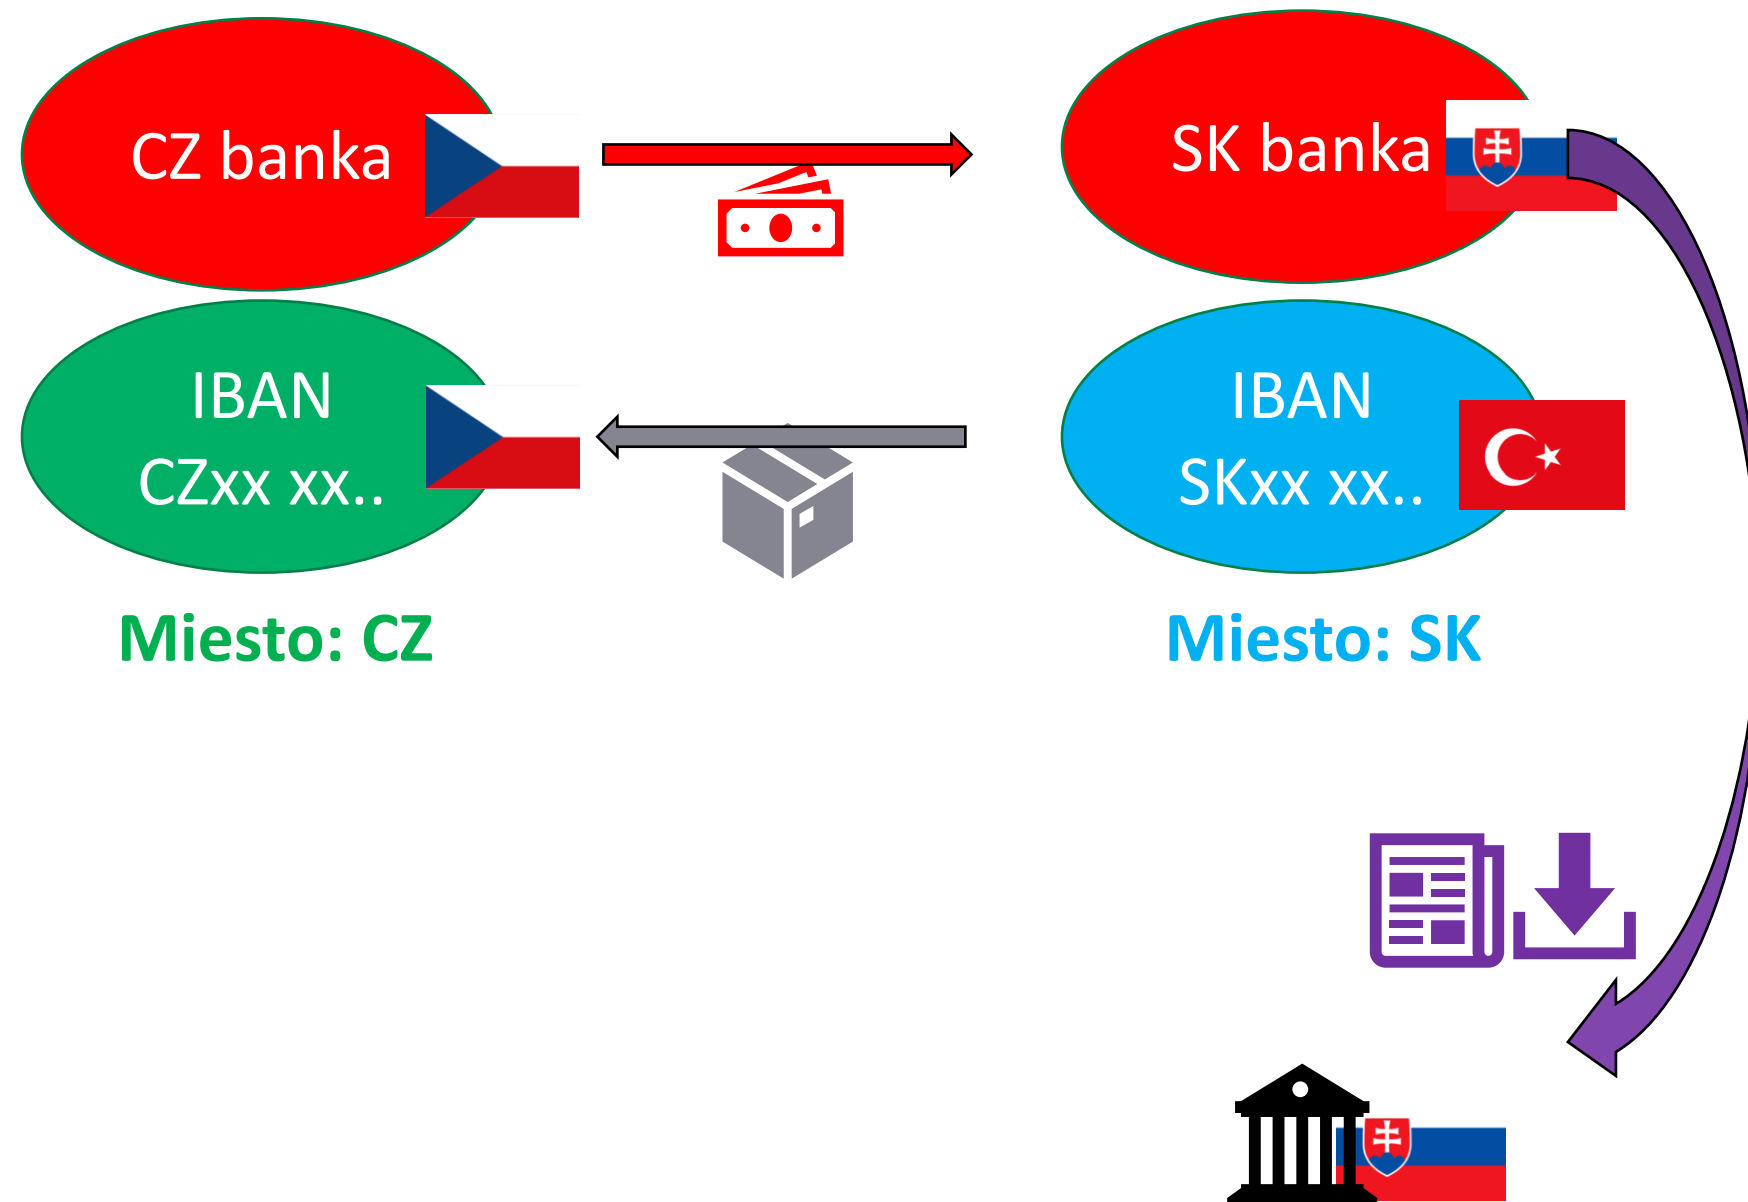 CZ banka
SK banka
IBAN
CZxx xx..
IBAN
SKxx xx..
Miesto: CZ
Miesto: SK